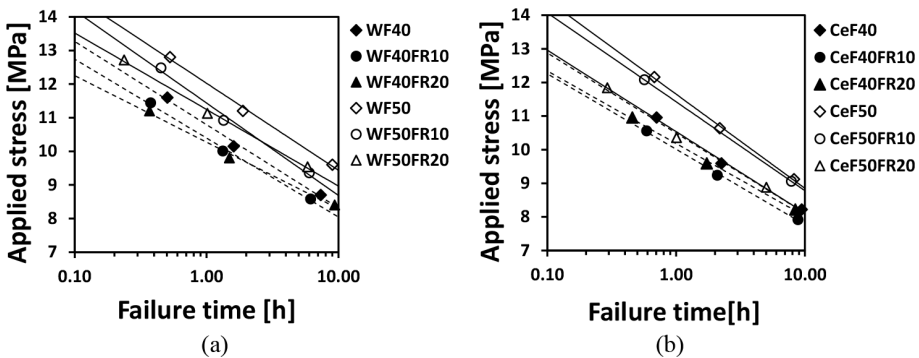 Applied stress [MPa]
14
13
12
11
10
9
8
7
0.10
1.00
10.00
Failure time [h]
WF40
WF40FR10
WF40FR20
WF50
WF50FR10
WF50FR20
(a)
Applied stress [MPa]
14
13
12
11
10
9
8
7
0.10
1.00
10.00
Failure time[h]
CeF40
CeF40FR10
CeF40FR20
CeF50
CeF50FR10
CeF50FR20
(b)